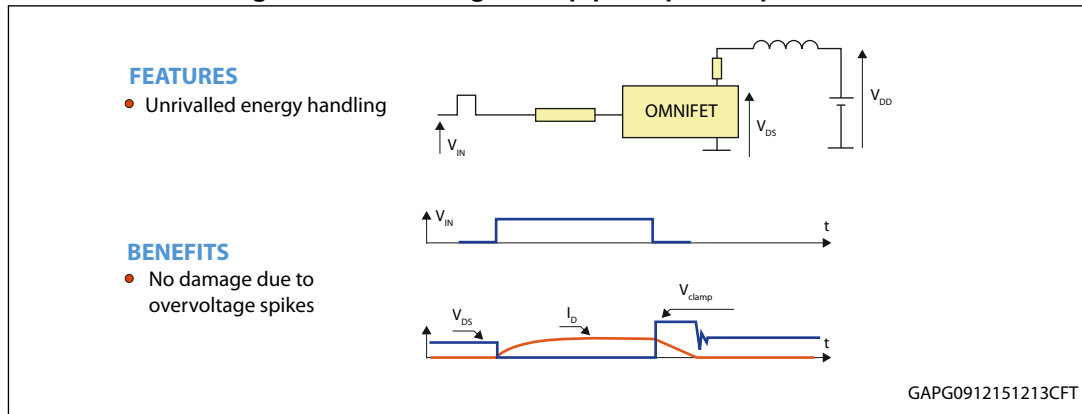 FEATURES
Unrivalled energy handling
OMNIFET
V_IN
V_DS
V_DD
V_IN
t
BENEFITS
No damage due to
overvoltage spikes
V_DS
I_D
V_clamp
t
GAPG0912151213CFT